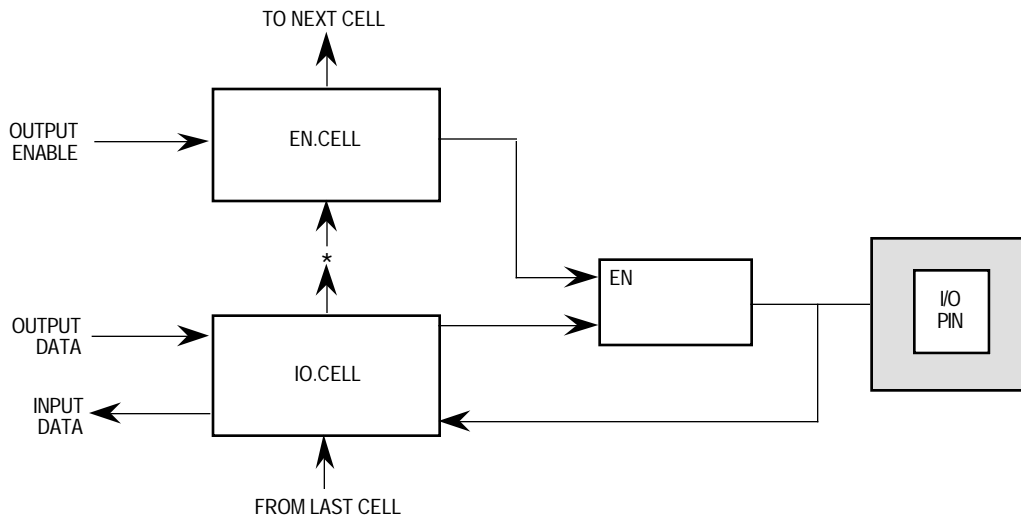 TO NEXT CELL
OUTPUT
ENABLE
EN.CELL
*
EN
I/O
PIN
OUTPUT
DATA
IO.CELL
INPUT
DATA
FROM LAST CELL